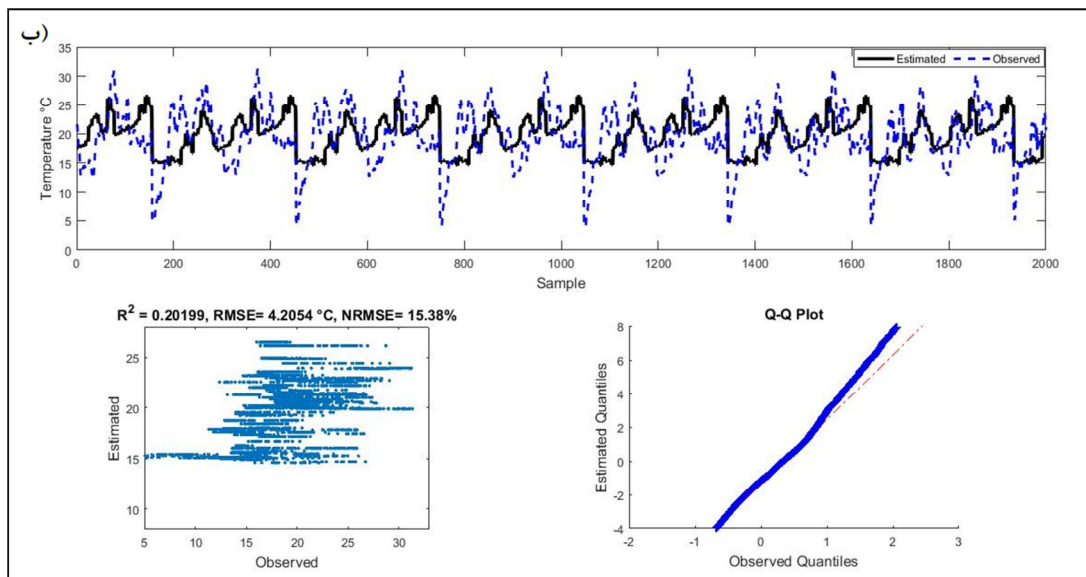 ب)
35
30
25
20
15
10
5
0
Temperature °C
Estimated
Observed
0 200 400 600 800 1000 1200 1400 1600 1800 2000
Sample
R² = 0.20199, RMSE= 4.2054 °C, NRMSE= 15.38%
25
20
15
10
Estimated
5 10 15 20 25 30
Observed
Q-Q Plot
8
6
4
2
0
-2
-4
Estimated Quantiles
-2 -1 0 1 2 3
Observed Quantiles